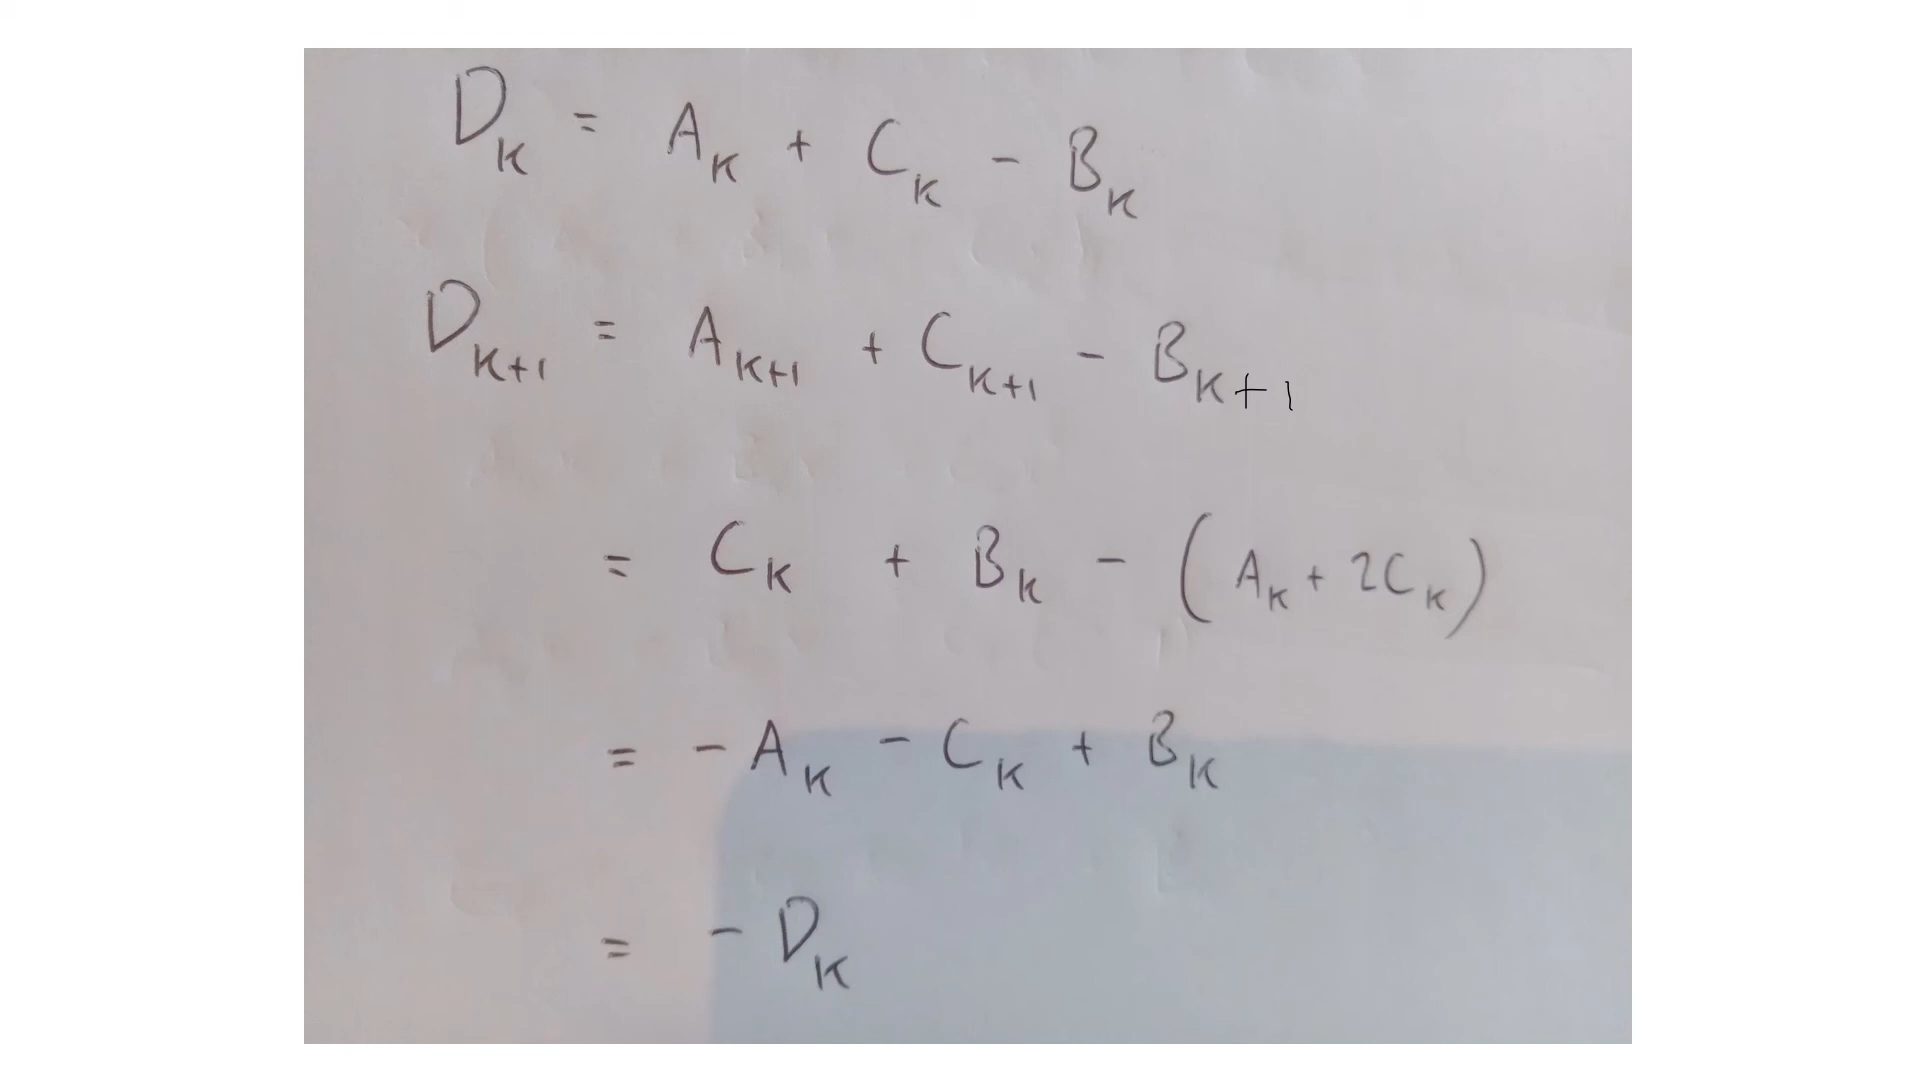 D_K = A_K + C_K - B_K
D_{K+1} = A_{K+1} + C_{K+1} - B_{K+1}
= C_K + B_K - (A_K + 2C_K)
= - A_K - C_K + B_K
= - D_K